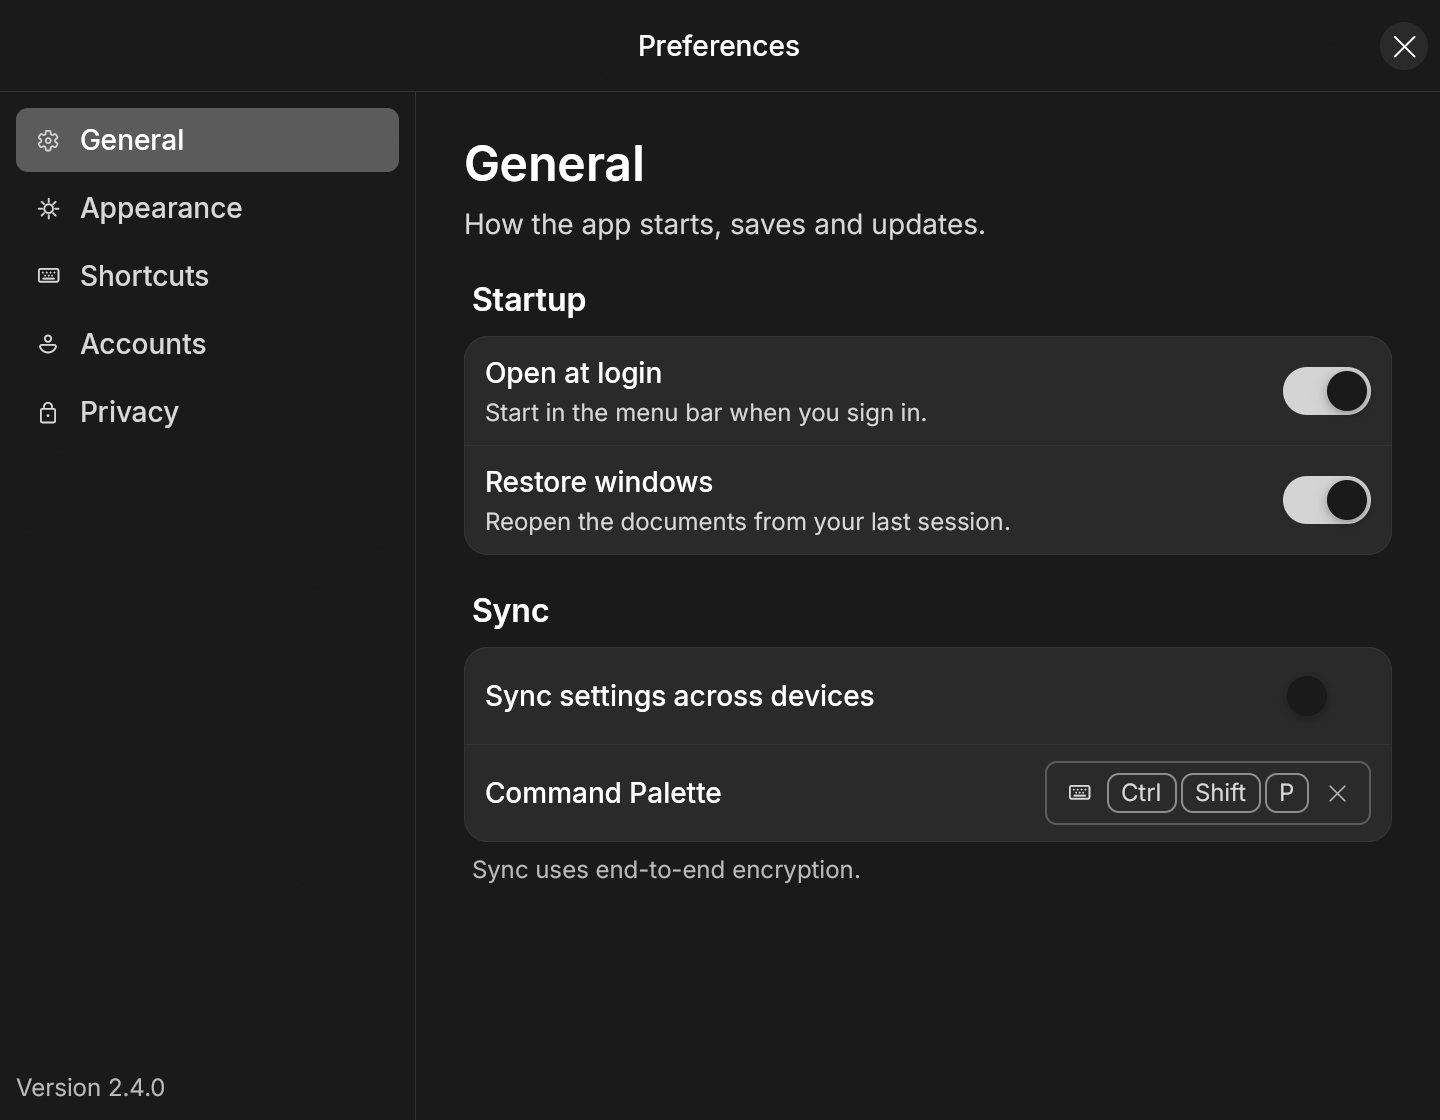 Preferences
General
Appearance
Shortcuts
Accounts
Privacy
Version 2.4.0
General
How the app starts, saves and updates.
Startup
Open at login
Start in the menu bar when you sign in.
Restore windows
Reopen the documents from your last session.
Sync
Sync settings across devices
Command Palette Ctrl Shift P
Sync uses end-to-end encryption.